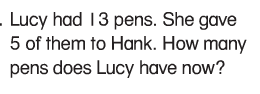 . Lucy had 13 pens. She gave
5 of them to Hank. How many
pens does Lucy have now?